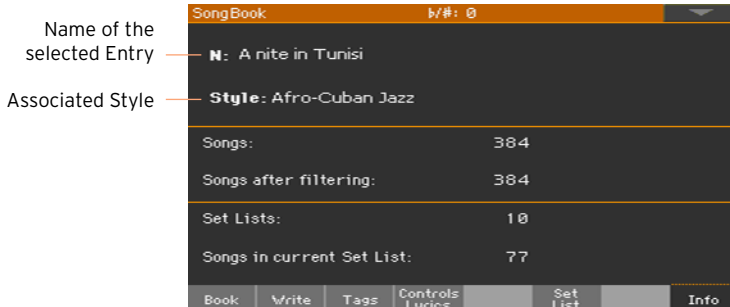 SongBook b/#: 0
Name of the
selected Entry
N: A nite in Tunisi
Associated Style
Style: Afro-Cuban Jazz
Songs: 384
Songs after filtering: 384
Set Lists: 10
Songs in current Set List: 77
Book Write Tags Controls Lyrics Set List Info